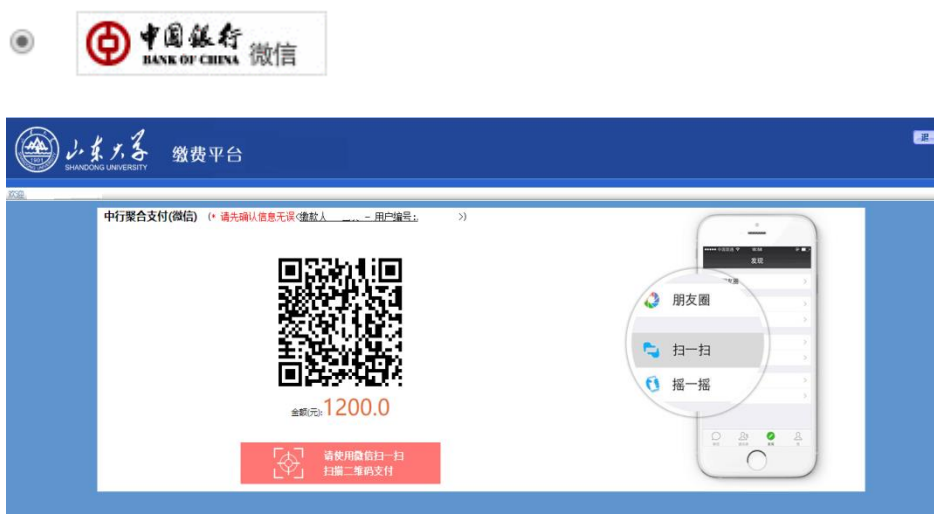 中国银行
BANK OF CHINA 微信
山东大学 缴费平台
SHANDONG UNIVERSITY
欢迎
中行聚合支付(微信) (* 请先确认信息无误<缴款人 - 用户编号: >)
发现
朋友圈
扫一扫
摇一摇
金额(元):1200.0
请使用微信扫一扫
扫描二维码支付